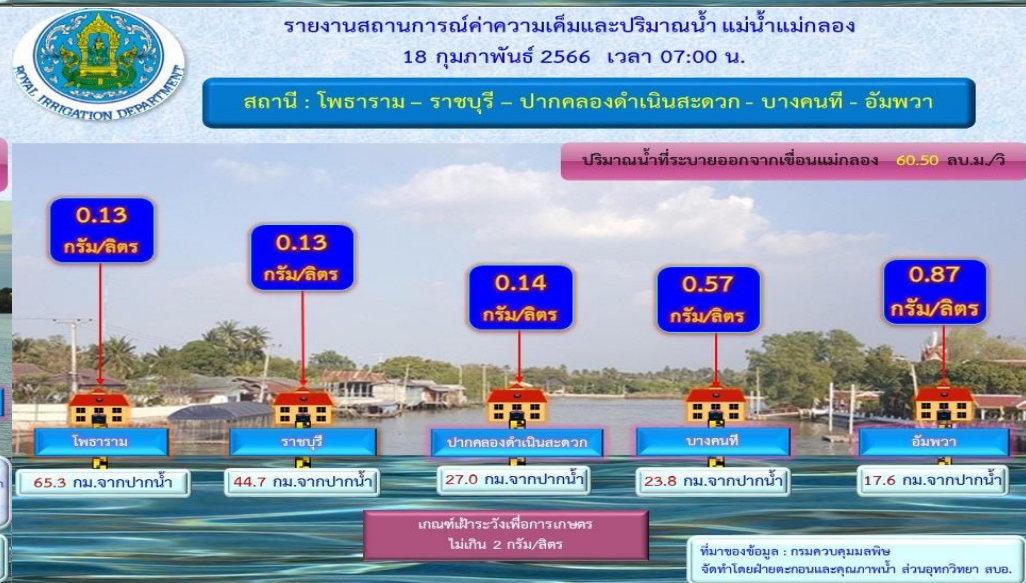 รายงานสถานการณ์ค่าความเค็มและปริมาณน้ำ แม่น้ำแม่กลอง
18 กุมภาพันธ์ 2566 เวลา 07:00 น.
ROYAL IRRIGATION DEPARTMENT
สถานี : โพธาราม – ราชบุรี – ปากคลองดำเนินสะดวก - บางคนที - อัมพวา
ปริมาณน้ำที่ระบายออกจากเขื่อนแม่กลอง 60.50 ลบ.ม./วิ
0.13
กรัม/ลิตร
0.13
กรัม/ลิตร
0.14
กรัม/ลิตร
0.57
กรัม/ลิตร
0.87
กรัม/ลิตร
โพธาราม
ราชบุรี
ปากคลองดำเนินสะดวก
บางคนที
อัมพวา
65.3 กม.จากปากน้ำ
44.7 กม.จากปากน้ำ
27.0 กม.จากปากน้ำ
23.8 กม.จากปากน้ำ
17.6 กม.จากปากน้ำ
เกณฑ์เฝ้าระวังเพื่อการเกษตร
ไม่เกิน 2 กรัม/ลิตร
ที่มาของข้อมูล : กรมควบคุมมลพิษ
จัดทำโดยฝ่ายตะกอนและคุณภาพน้ำ ส่วนอุทกวิทยา สบอ.